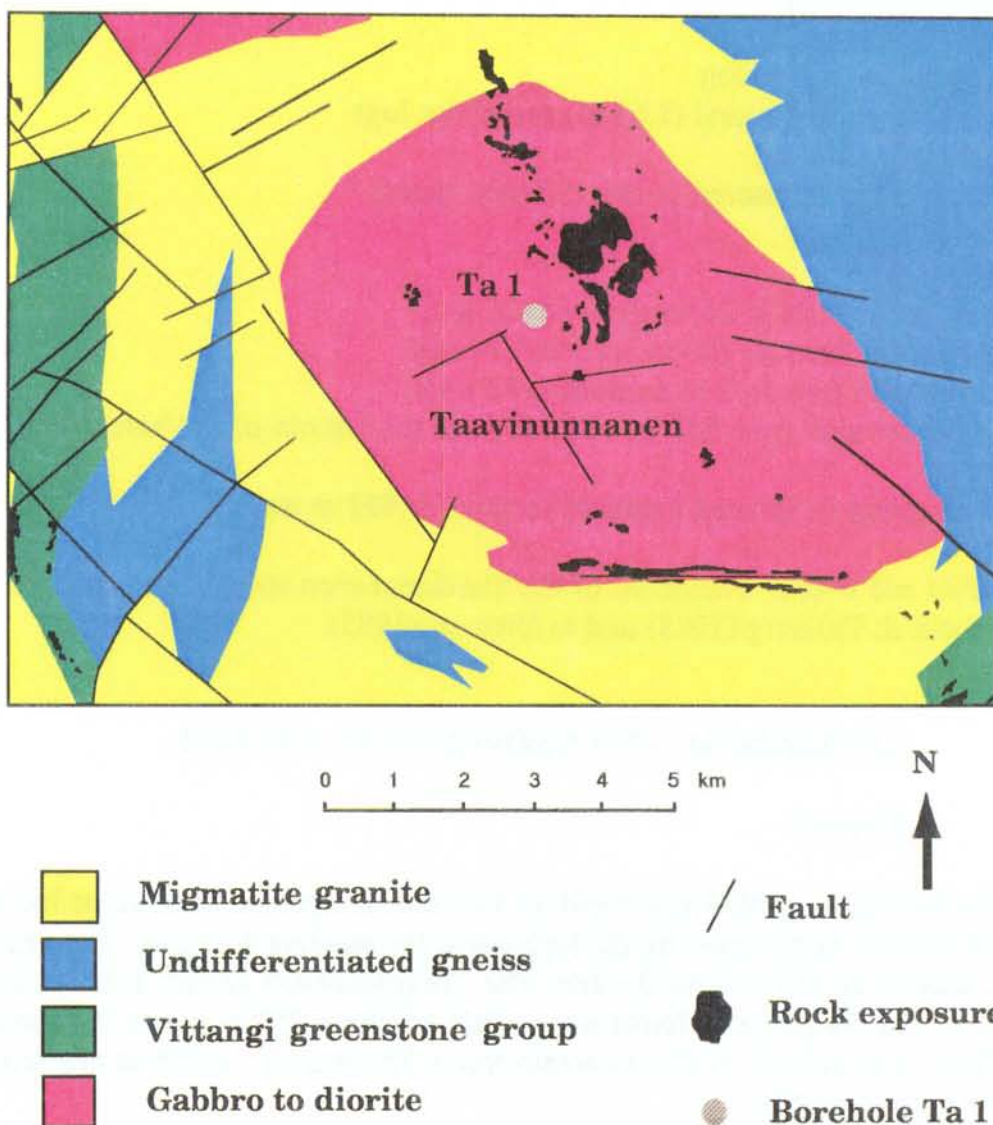 Ta 1
Taavinunnanen
0 1 2 3 4 5 km
N
Migmatite granite
Undifferentiated gneiss
Vittangi greenstone group
Gabbro to diorite
Fault
Rock exposure
Borehole Ta 1